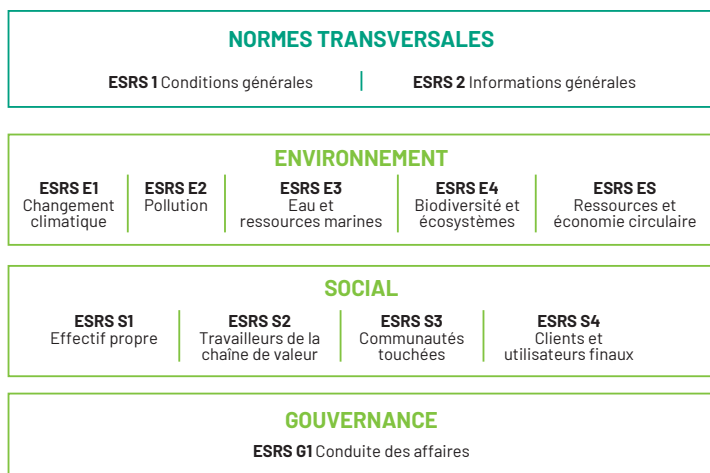 NORMES TRANSVERSALES
ESRS 1 Conditions générales
ESRS 2 Informations générales
ENVIRONNEMENT
ESRS E1
Changement
climatique
ESRS E2
Pollution
ESRS E3
Eau et
ressources marines
ESRS E4
Biodiversité et
écosystèmes
ESRS ES
Ressources et
économie circulaire
SOCIAL
ESRS S1
Effectif propre
ESRS S2
Travailleurs de la
chaîne de valeur
ESRS S3
Communautés
touchées
ESRS S4
Clients et
utilisateurs finaux
GOUVERNANCE
ESRS G1 Conduite des affaires